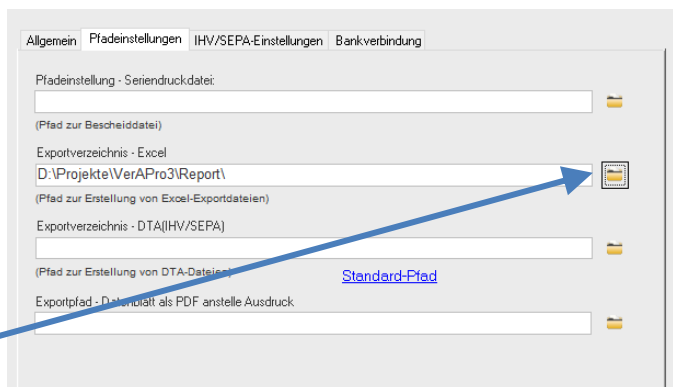 Allgemein Pfadeinstellungen IHV/SEPA-Einstellungen Bankverbindung
Pfadeinstellung - Seriendruckdatei:
(Pfad zur Bescheiddatei)
Exportverzeichnis - Excel
D:\Projekte\VerAPro3\Report\
(Pfad zur Erstellung von Excel-Exportdateien)
Exportverzeichnis - DTA(IHV/SEPA)
(Pfad zur Erstellung von DTA-Dateien)
Standard-Pfad
Exportpfad - Datenblatt als PDF anstelle Ausdruck